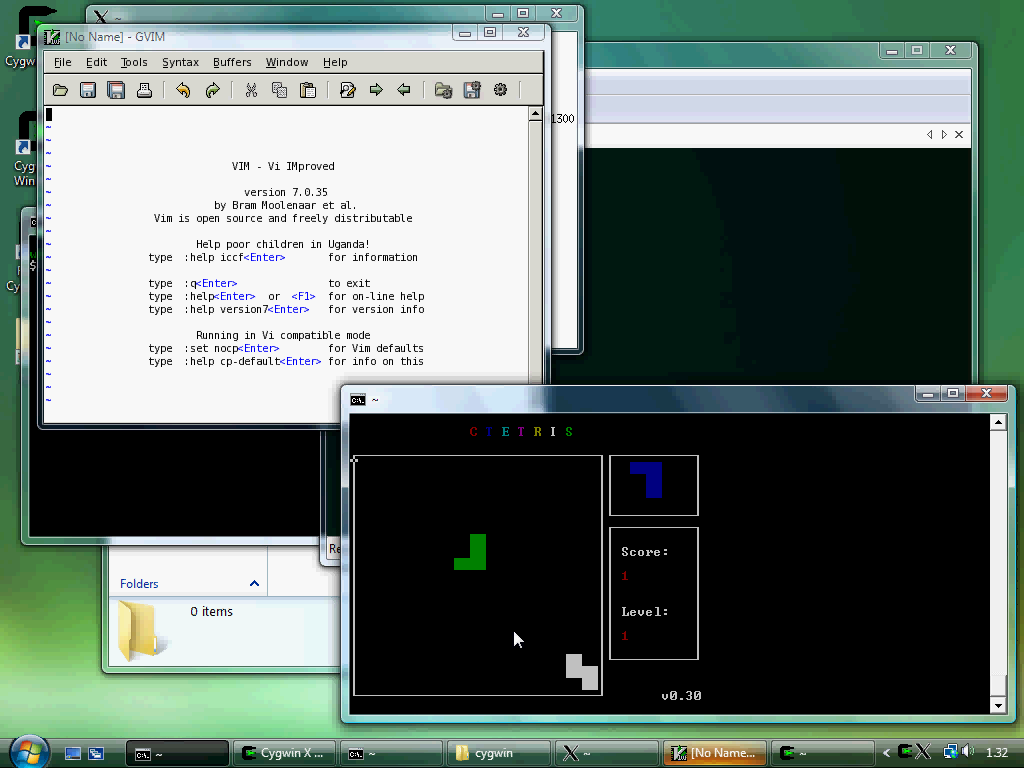 ~
[No Name] - GVIM
File Edit Tools Syntax Buffers Window Help
1300
VIM - Vi IMproved
version 7.0.35
by Bram Moolenaar et al.
Vim is open source and freely distributable
Help poor children in Uganda!
type :help iccf<Enter> for information
type :q<Enter> to exit
type :help<Enter> or <F1> for on-line help
type :help version7<Enter> for version info
Running in Vi compatible mode
type :set nocp<Enter> for Vim defaults
type :help cp-default<Enter> for info on this
~
CTETRIS
Score:
1
Level:
1
v0.30
Folders
0 items
~
Cygwin X ...
~
cygwin
~
[No Name...
~
1.32